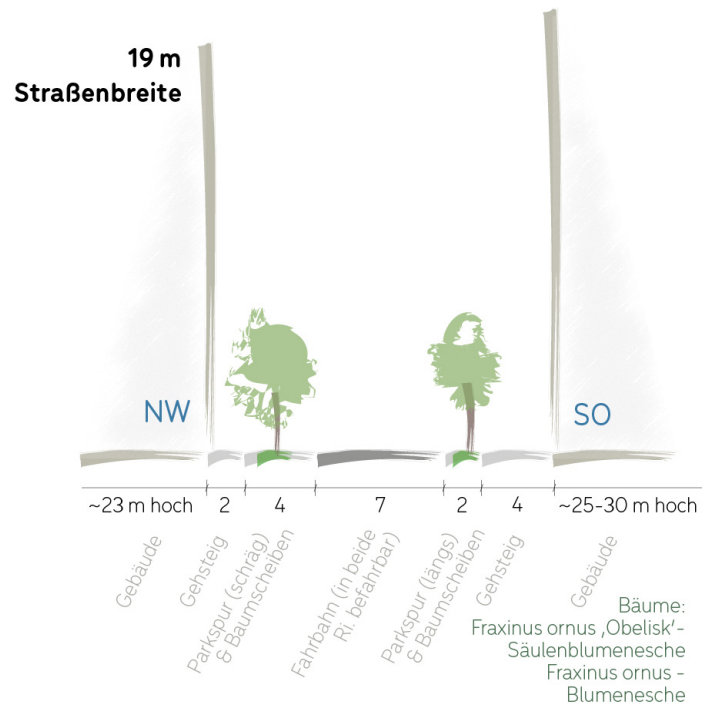 19 m
Straßenbreite
NW
SO
~23 m hoch
2
4
7
2
4
~25-30 m hoch
Gebäude
Gehsteig
Parkspur (schräg)
& Baumscheiben
Fahrbahn (in beide
Ri. befahrbar)
Parkspur (längs)
& Baumscheiben
Gehsteig
Gebäude
Bäume:
Fraxinus ornus ‚Obelisk‘-
Säulenblumenesche
Fraxinus ornus -
Blumenesche